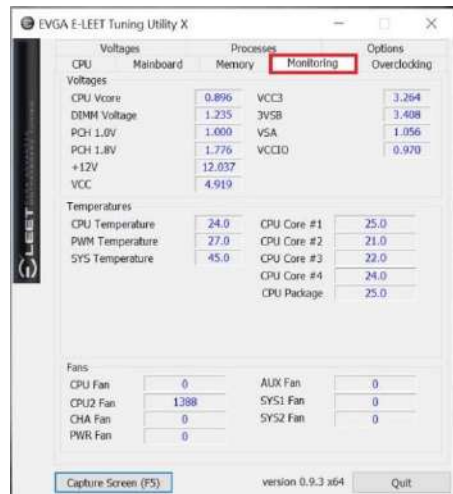 EVGA E-LEET Tuning Utility X
Voltages Processes Options
CPU Mainboard Memory Monitoring Overclocking
Voltages
CPU Vcore 0.896 VCC3 3.264
DIMM Voltage 1.235 3VSB 3.408
PCH 1.0V 1.000 VSA 1.056
PCH 1.8V 1.776 VCCIO 0.970
+12V 12.037
VCC 4.919
Temperatures
CPU Temperature 24.0 CPU Core #1 25.0
PWM Temperature 27.0 CPU Core #2 21.0
SYS Temperature 45.0 CPU Core #3 22.0
CPU Core #4 24.0
CPU Package 25.0
Fans
CPU Fan 0 AUX Fan 0
CPU2 Fan 1388 SYS1 Fan 0
CHA Fan 0 SYS2 Fan 0
PWR Fan 0
Capture Screen (F5) version 0.9.3 x64 Quit
LEET